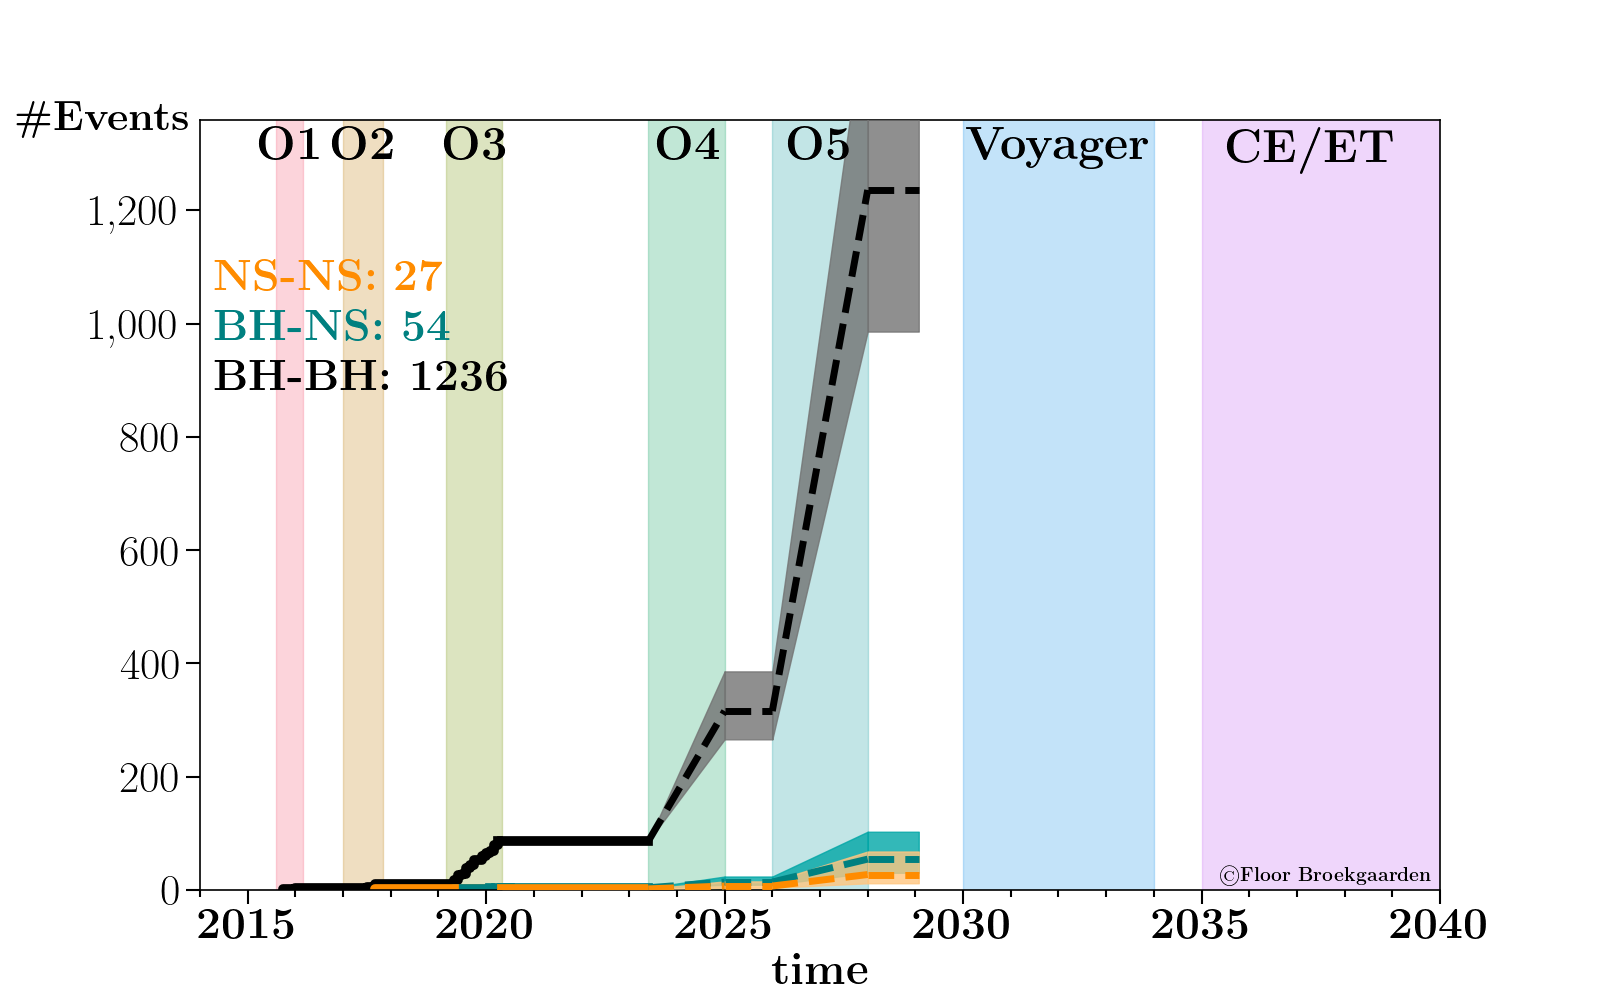 #Events
O1 O2 O3 O4 O5 Voyager CE/ET
1,200
NS-NS: 27
BH-NS: 54
1,000
BH-BH: 1236
800
600
400
200
©Floor Broekgaarden
0
2015 2020 2025 2030 2035 2040
time